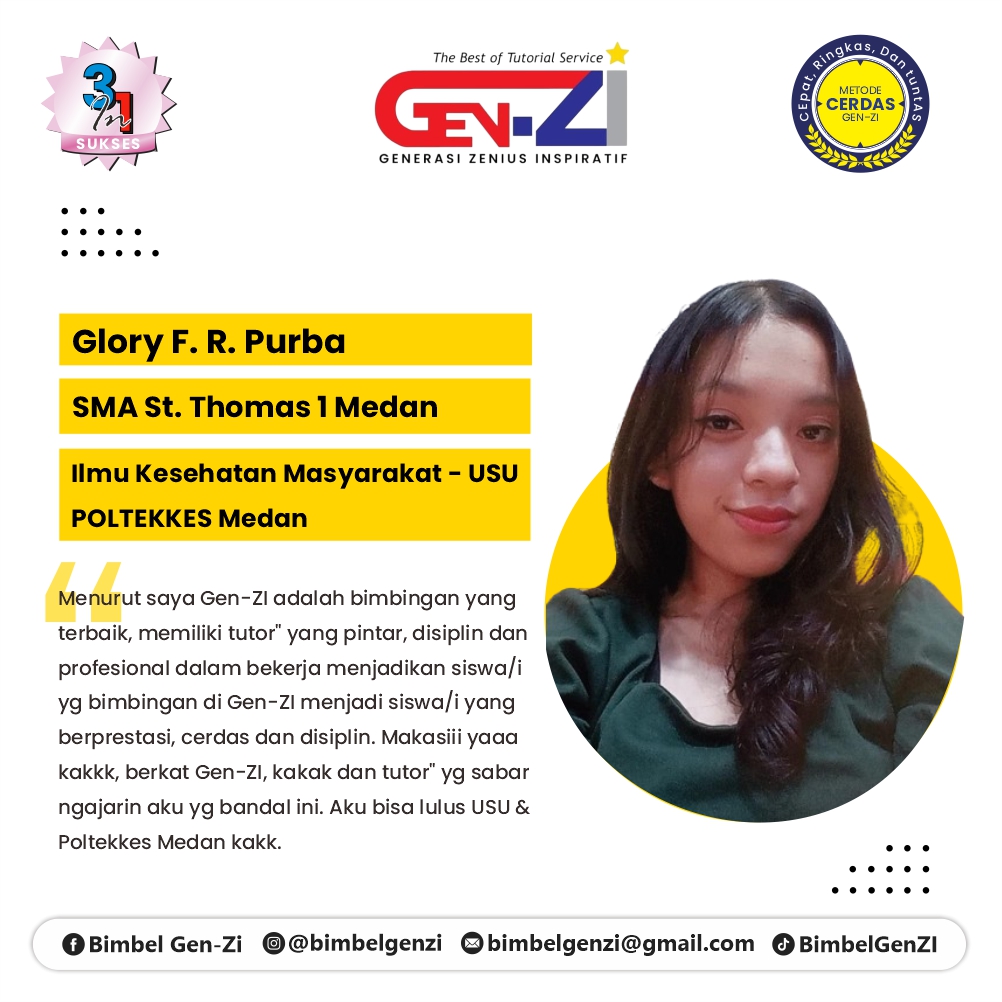 3 In 1
SUKSES
The Best of Tutorial Service
GEN-ZI
GENERASI ZENIUS INSPIRATIF
CEpat, Ringkas, Dan tuntAS
METODE
CERDAS
GEN-ZI
Glory F. R. Purba
SMA St. Thomas 1 Medan
Ilmu Kesehatan Masyarakat - USU
POLTEKKES Medan
“
Menurut saya Gen-ZI adalah bimbingan yang
terbaik, memiliki tutor" yang pintar, disiplin dan
profesional dalam bekerja menjadikan siswa/i
yg bimbingan di Gen-ZI menjadi siswa/i yang
berprestasi, cerdas dan disiplin. Makasiii yaaa
kakkk, berkat Gen-ZI, kakak dan tutor" yg sabar
ngajarin aku yg bandal ini. Aku bisa lulus USU &
Poltekkes Medan kakk.
Bimbel Gen-Zi @bimbelgenzi bimbelgenzi@gmail.com BimbelGenZI